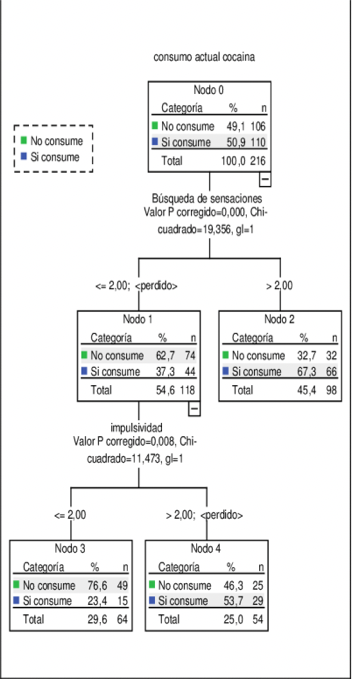 consumo actual cocaina
No consume
Si consume
Nodo 0
Categoría % n
No consume 49,1 106
Si consume 50,9 110
Total 100,0 216
Búsqueda de sensaciones
Valor P corregido=0,000, Chi-
cuadrado=19,356, gl=1
<= 2,00; <perdido>
> 2,00
Nodo 1
Categoría % n
No consume 62,7 74
Si consume 37,3 44
Total 54,6 118
Nodo 2
Categoría % n
No consume 32,7 32
Si consume 67,3 66
Total 45,4 98
impulsividad
Valor P corregido=0,008, Chi-
cuadrado=11,473, gl=1
<= 2,00
> 2,00; <perdido>
Nodo 3
Categoría % n
No consume 76,6 49
Si consume 23,4 15
Total 29,6 64
Nodo 4
Categoría % n
No consume 46,3 25
Si consume 53,7 29
Total 25,0 54